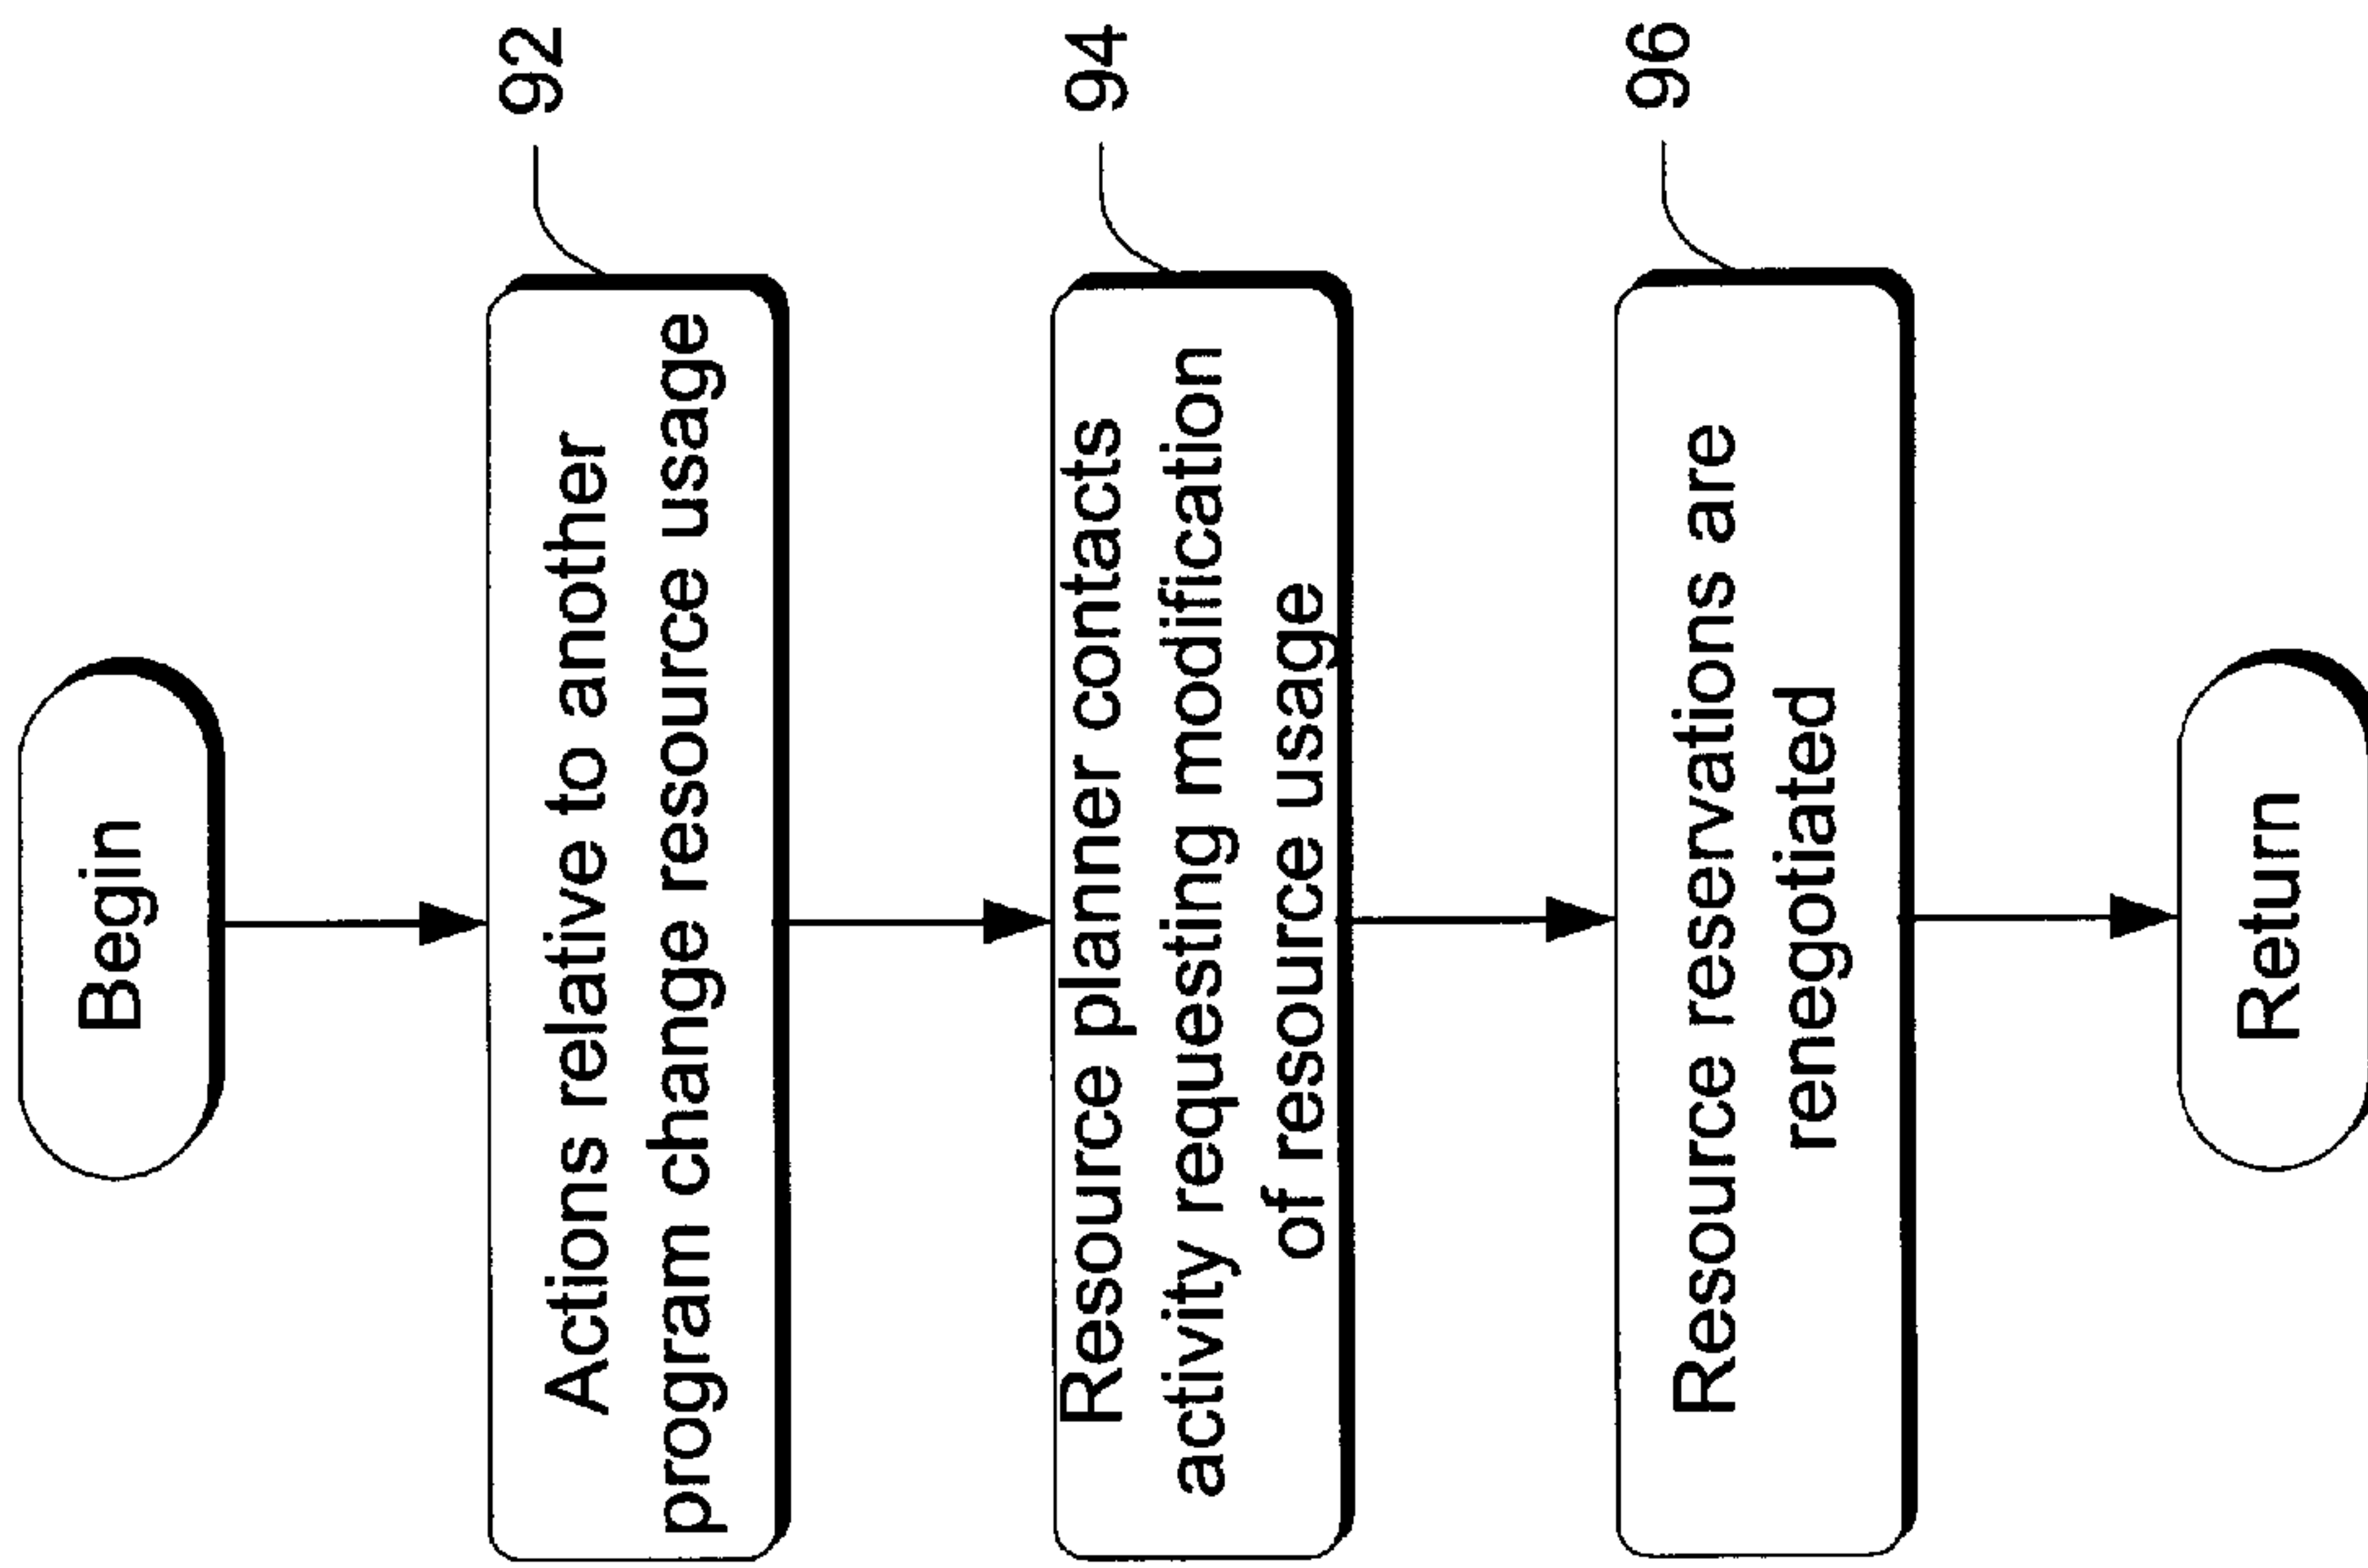 Begin
Actions relative to another
program change resource usage
92
Resource planner contacts
activity requesting modification
of resource usage
94
Resource reservations are
renegotiated
96
Return